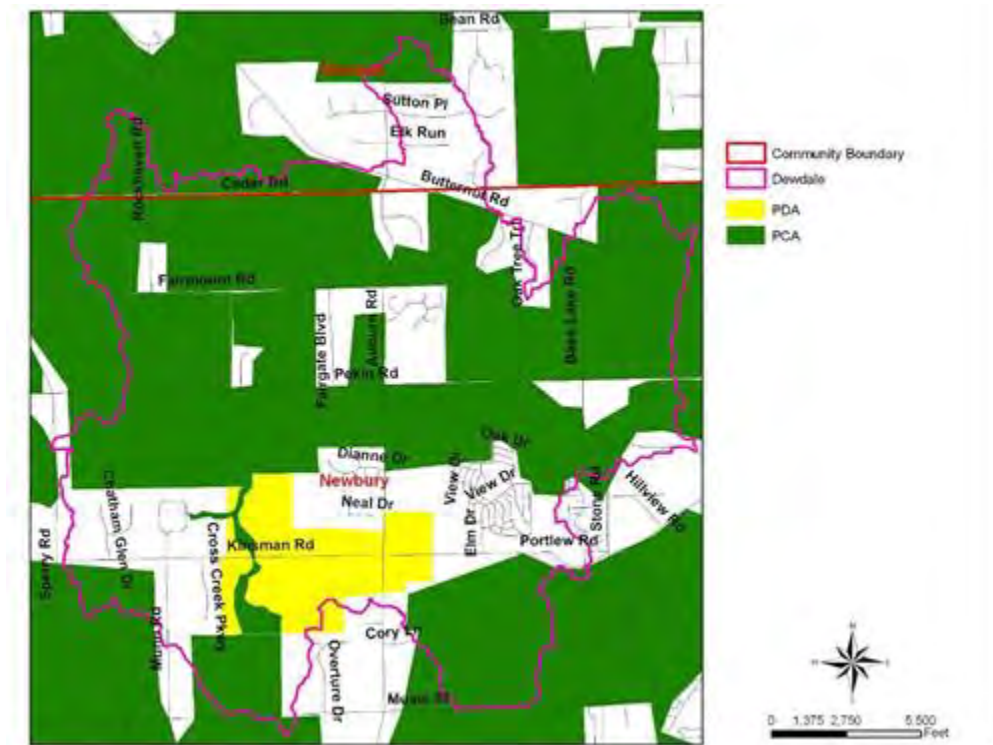 Bean Rd
Sutton Pl
Elk Run
Rockhaven Rd
Cedar Rd
Butternut Rd
Oak Tree Trl
Fairmount Rd
Bass Lake Rd
Fairgate Blvd
Auburn Rd
Pekin Rd
Oak Dr
Dianne Dr
Newbury
View Dr
View Dr
Neal Dr
Chatham Glen Dr
Elm Dr
Stone Rd
Hillview Rd
Portlew Rd
Kinsman Rd
Cross Creek Pkwy
Sperry Rd
Munn Rd
Cory Ln
Overture Dr
Music St
Community Boundary
Dewdale
PDA
PCA
N
0 1,375 2,750 5,500
Feet